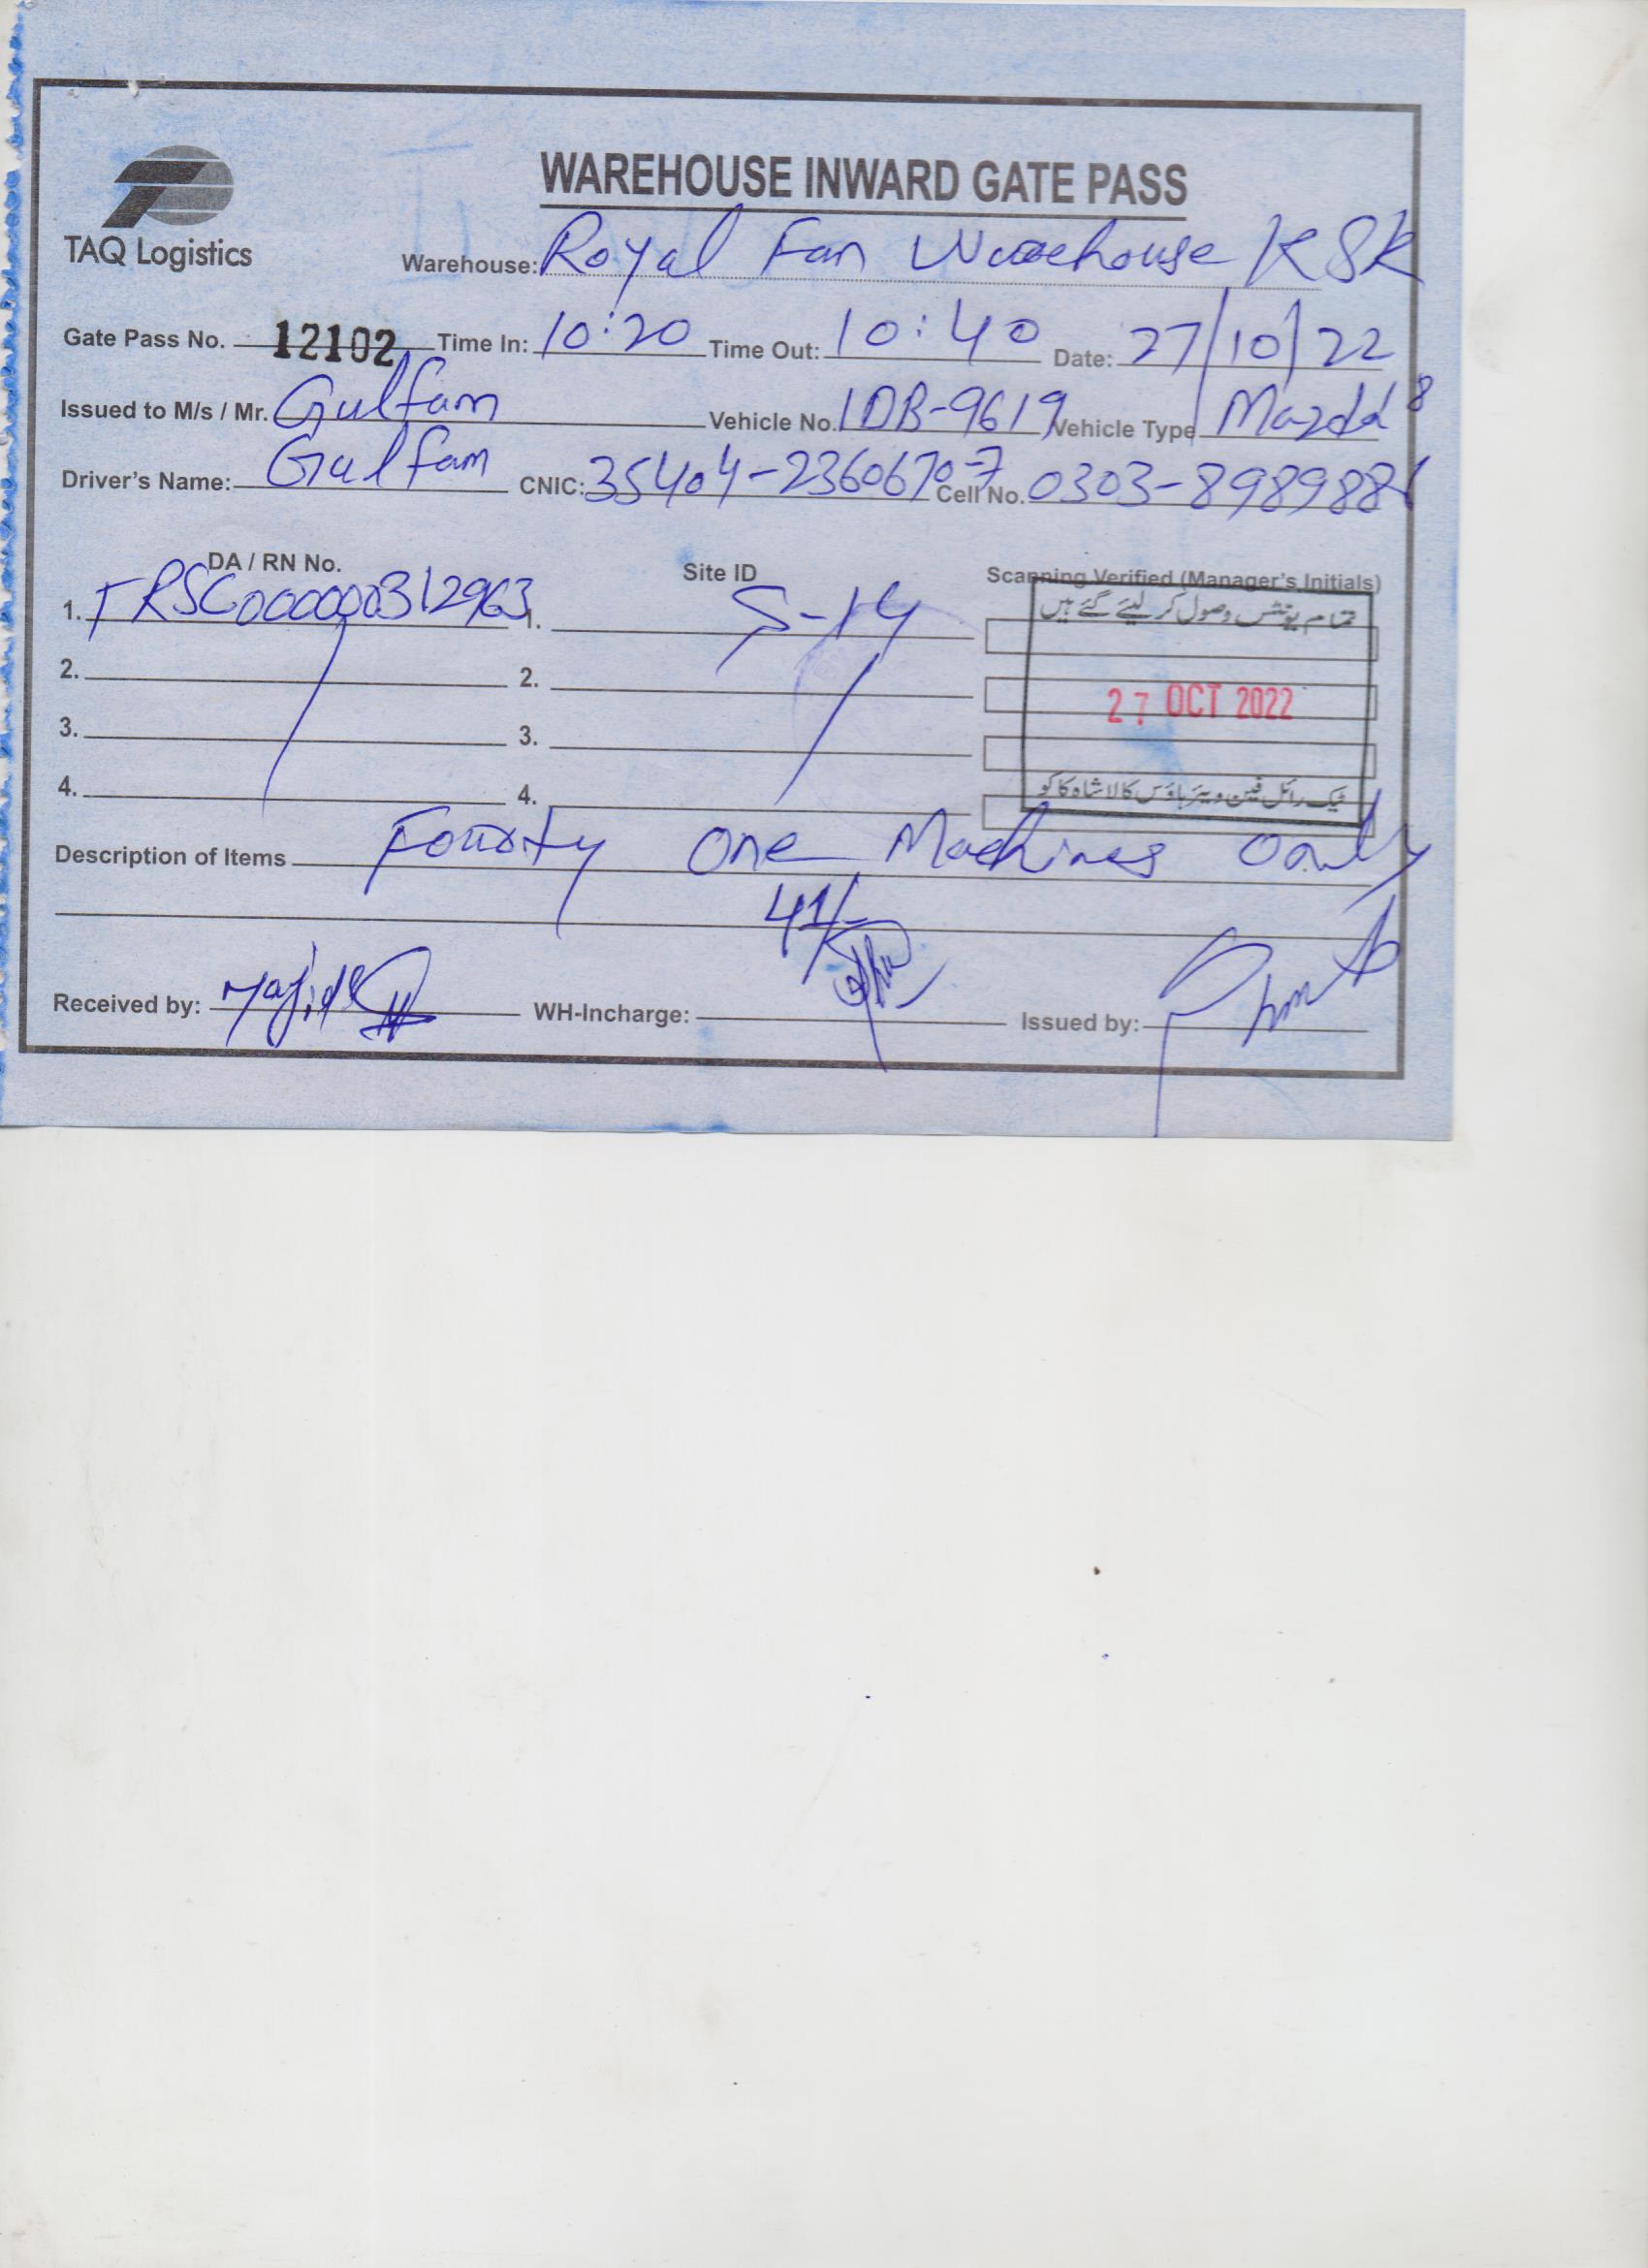 TAQ Logistics
WAREHOUSE INWARD GATE PASS
Warehouse: Royal Fan Warehouse KSK
Gate Pass No. 12102 Time In: 10:20 Time Out: 10:40 Date: 27/10/22
Issued to M/s / Mr. Gulfam Vehicle No. LDB-9619 Vehicle Type Mazda
Driver's Name: Gulfam CNIC: 35404-2360670-7 Cell No. 0303-8989881
DA / RN No. Site ID Scanning Verified (Manager's Initials)
1. TRSC000000312963 1. S-14
تمام یونٹس وصول کر لیئے گئے ہیں
2. 2.
27 OCT 2022
3. 3.
4. 4.
ٹیک رائل فین ویئر ہاؤس کالا شاہ کاکو
Description of Items Fourty One Machines Only
41/-
Received by: Majid WH-Incharge: Issued by: